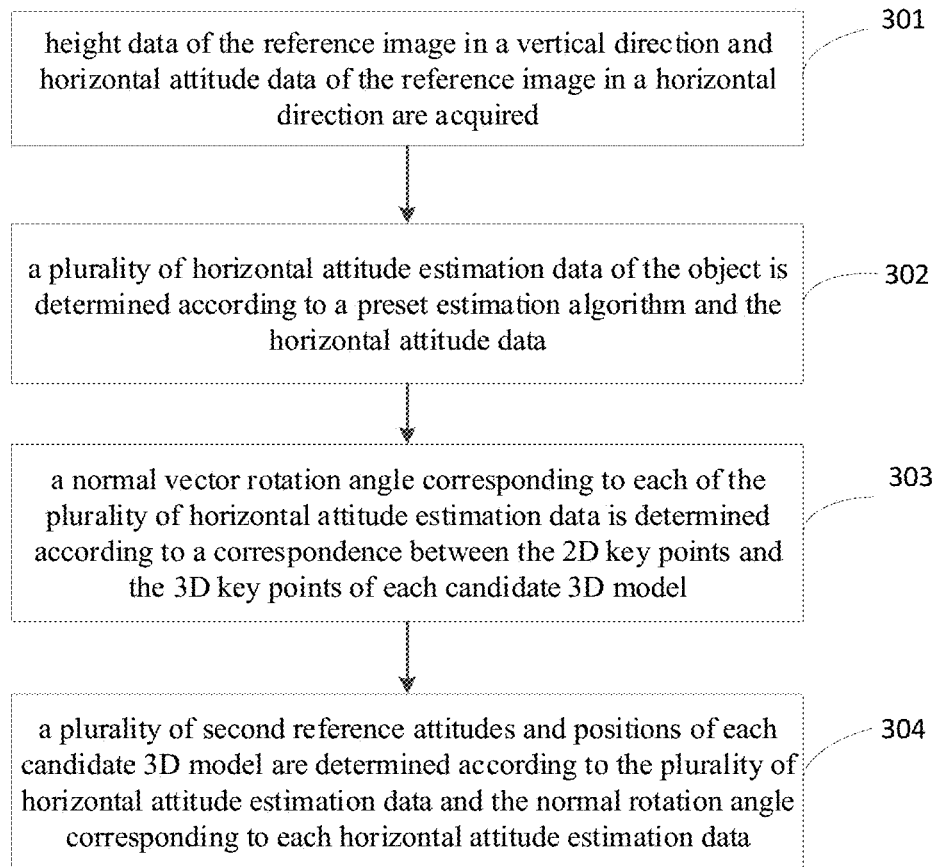 301
height data of the reference image in a vertical direction and
horizontal attitude data of the reference image in a horizontal
direction are acquired
302
a plurality of horizontal attitude estimation data of the object is
determined according to a preset estimation algorithm and the
horizontal attitude data
303
a normal vector rotation angle corresponding to each of the
plurality of horizontal attitude estimation data is determined
according to a correspondence between the 2D key points and
the 3D key points of each candidate 3D model
304
a plurality of second reference attitudes and positions of each
candidate 3D model are determined according to the plurality of
horizontal attitude estimation data and the normal rotation angle
corresponding to each horizontal attitude estimation data